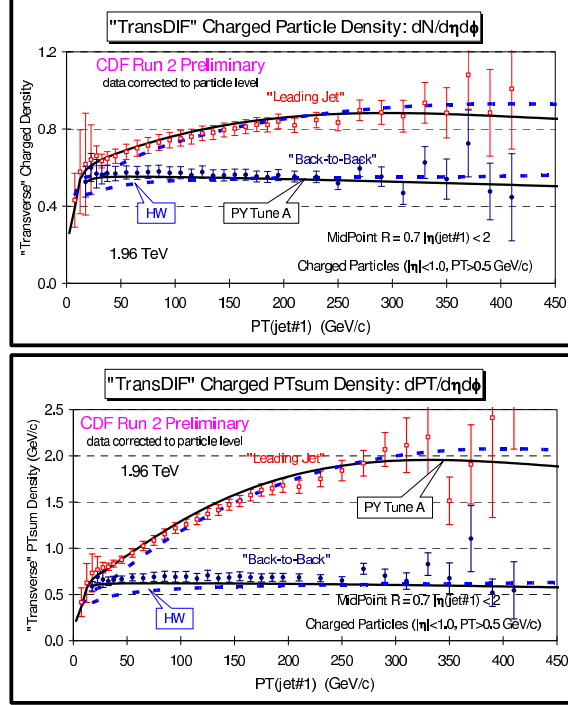 "TransDIF" Charged Particle Density: dN/dηdϕ
CDF Run 2 Preliminary
data corrected to particle level
"Leading Jet"
"Back-to-Back"
HW
PY Tune A
MidPoint R = 0.7 |η(jet#1) < 2
1.96 TeV
Charged Particles (|η|<1.0, PT>0.5 GeV/c)
"Transverse" Charged Density
1.2
0.8
0.4
0.0
0 50 100 150 200 250 300 350 400 450
PT(jet#1) (GeV/c)
"TransDIF" Charged PTsum Density: dPT/dηdϕ
CDF Run 2 Preliminary
data corrected to particle level
1.96 TeV
"Leading Jet"
PY Tune A
"Back-to-Back"
HW
MidPoint R = 0.7 |η(jet#1) < 2
Charged Particles (|η|<1.0, PT>0.5 GeV/c)
"Transverse" PTsum Density (GeV/c)
2.5
2.0
1.5
1.0
0.5
0.0
0 50 100 150 200 250 300 350 400 450
PT(jet#1) (GeV/c)